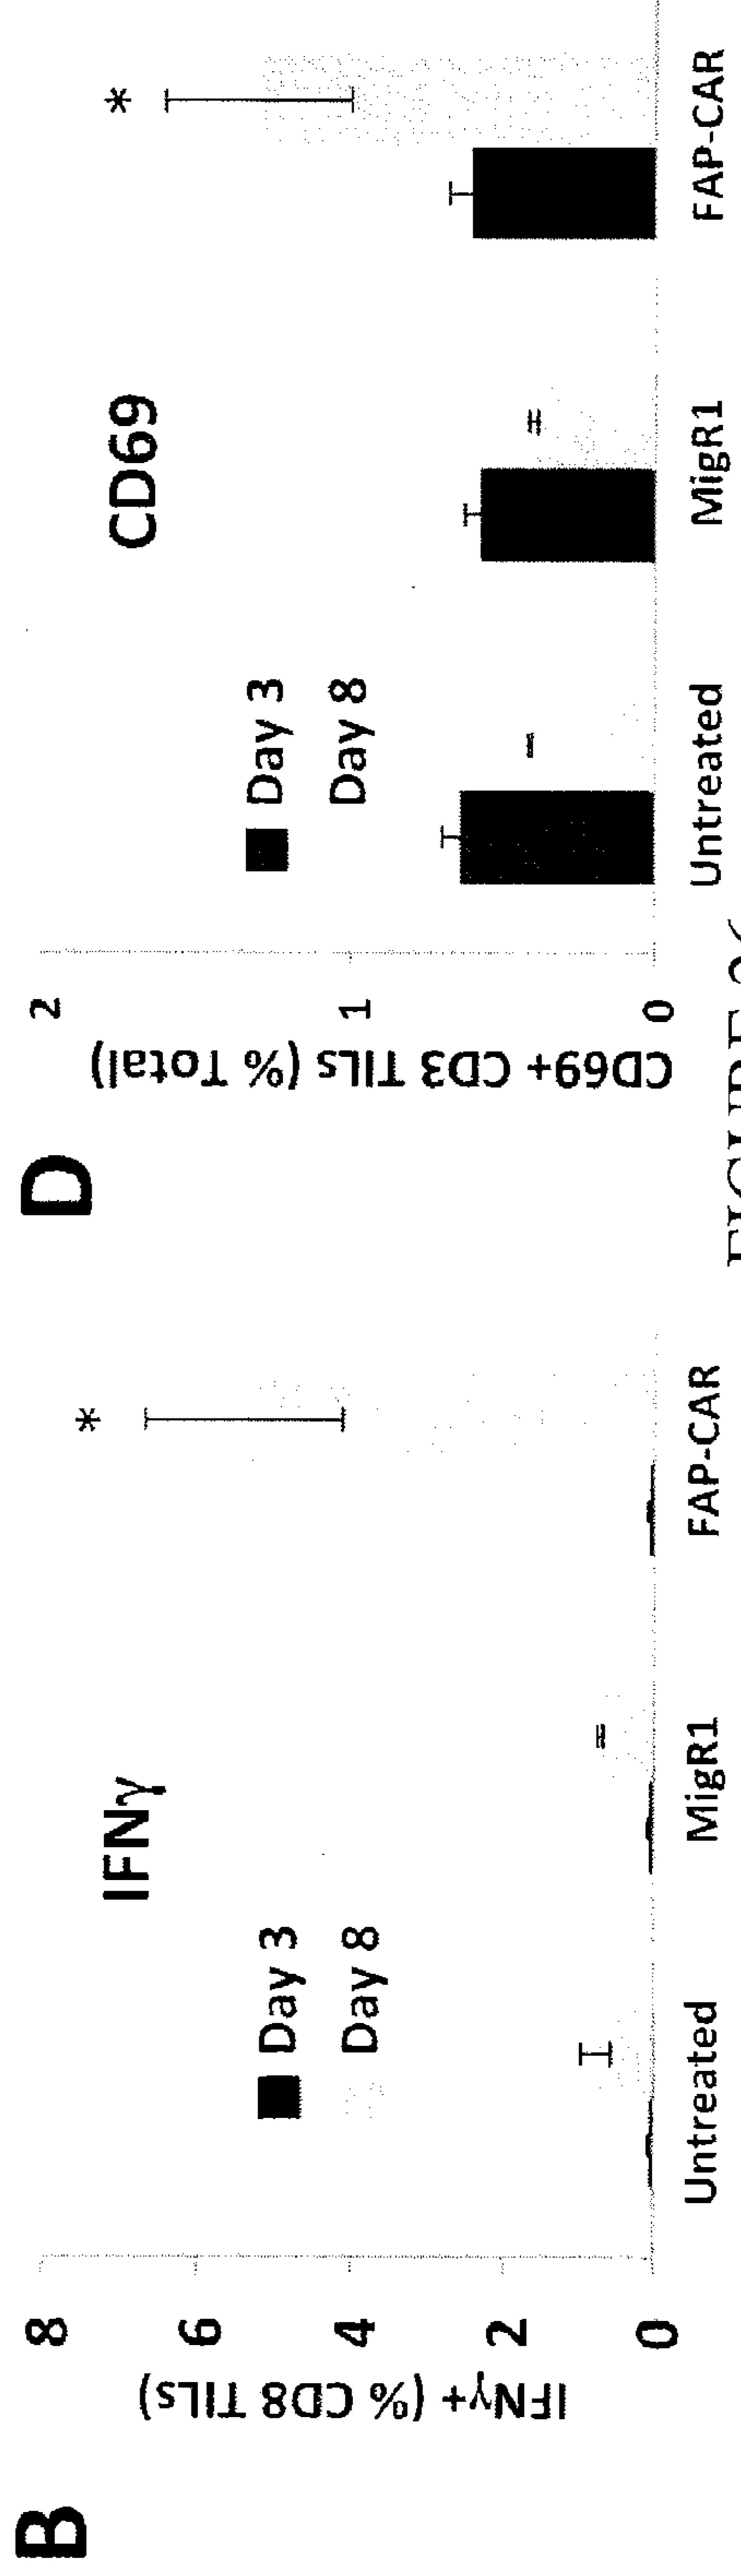 B
IFNγ
IFNγ+ (% CD8 TILs)
8
6
4
2
0
Day 3
Day 8
*
Untreated
MigR1
FAP-CAR
D
CD69
CD69+ CD3 TILs (% Total)
2
1
0
Day 3
Day 8
*
Untreated
MigR1
FAP-CAR